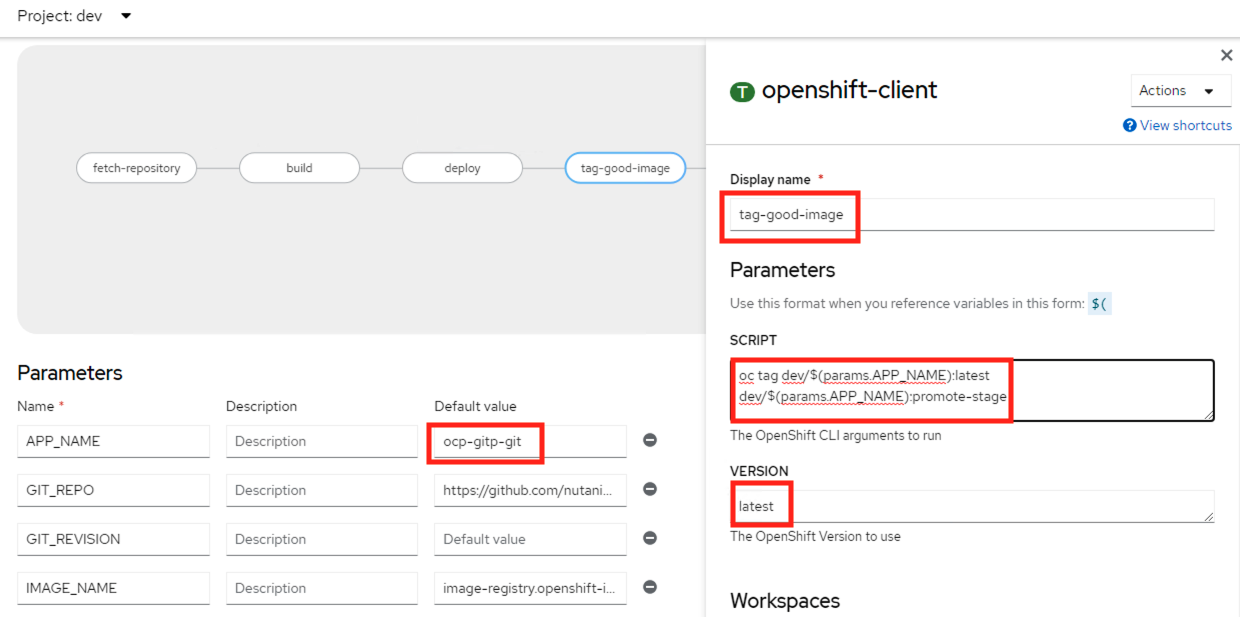 Project: dev
fetch-repository
build
deploy
tag-good-image
Parameters
Name *
Description
Default value
APP_NAME
Description
ocp-gitp-git
GIT_REPO
Description
https://github.com/nutani...
GIT_REVISION
Description
Default value
IMAGE_NAME
Description
image-registry.openshift-i...
T openshift-client
Actions
? View shortcuts
Display name *
tag-good-image
Parameters
Use this format when you reference variables in this form: $(
SCRIPT
oc tag dev/$(params.APP_NAME):latest
dev/$(params.APP_NAME):promote-stage
The OpenShift CLI arguments to run
VERSION
latest
The OpenShift Version to use
Workspaces